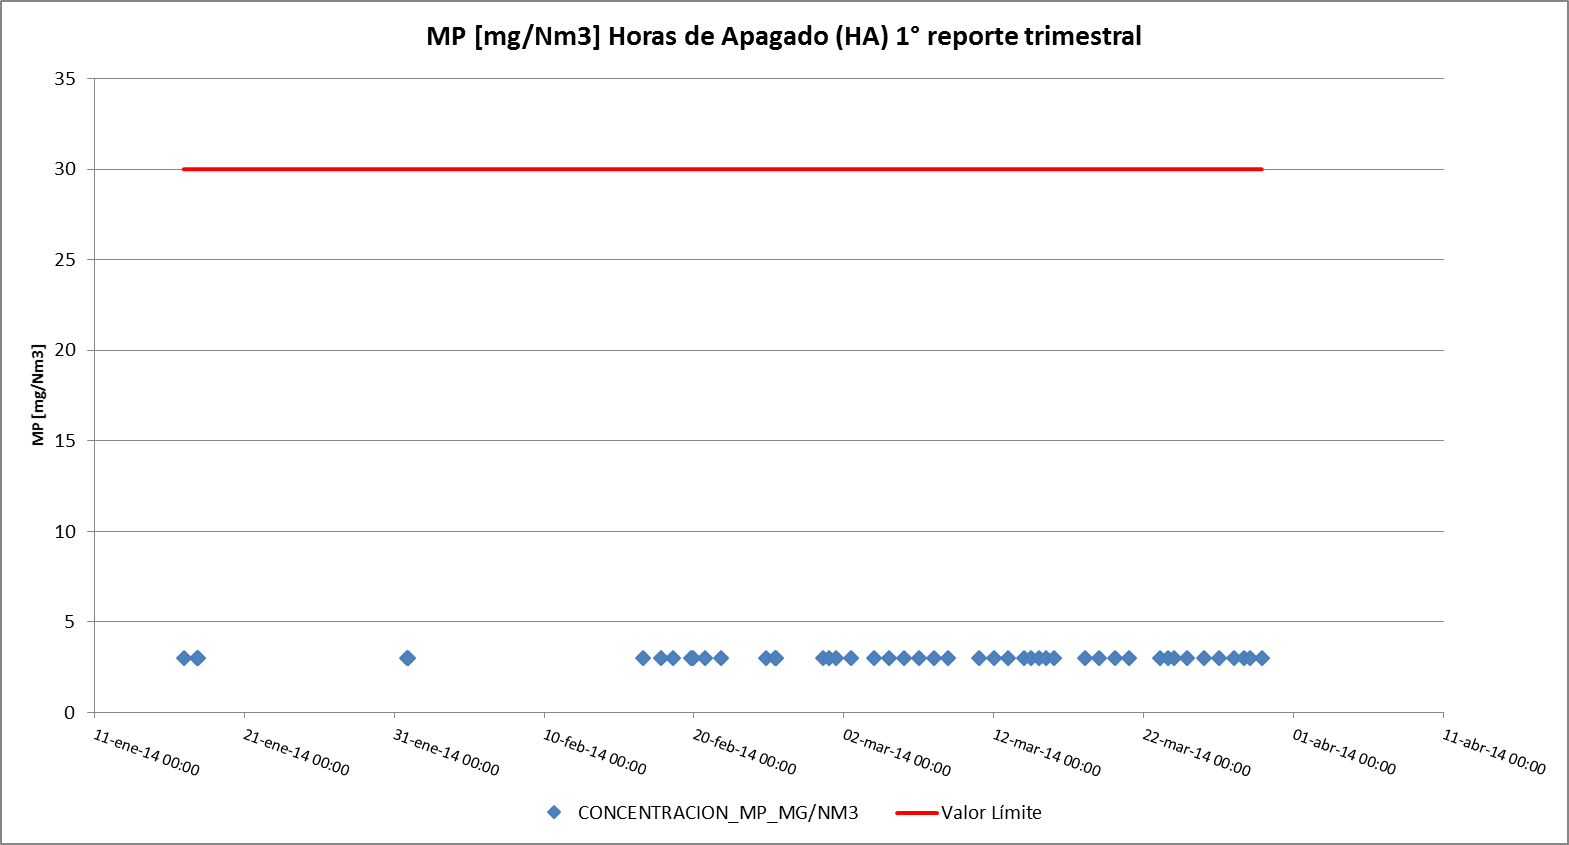 MP [mg/Nm3] Horas de Apagado (HA) 1° reporte trimestral
35
30
25
20
15
10
5
0
MP [mg/Nm3]
11-ene-14 00:00
21-ene-14 00:00
31-ene-14 00:00
10-feb-14 00:00
20-feb-14 00:00
02-mar-14 00:00
12-mar-14 00:00
22-mar-14 00:00
01-abr-14 00:00
11-abr-14 00:00
CONCENTRACION_MP_MG/NM3
Valor Límite